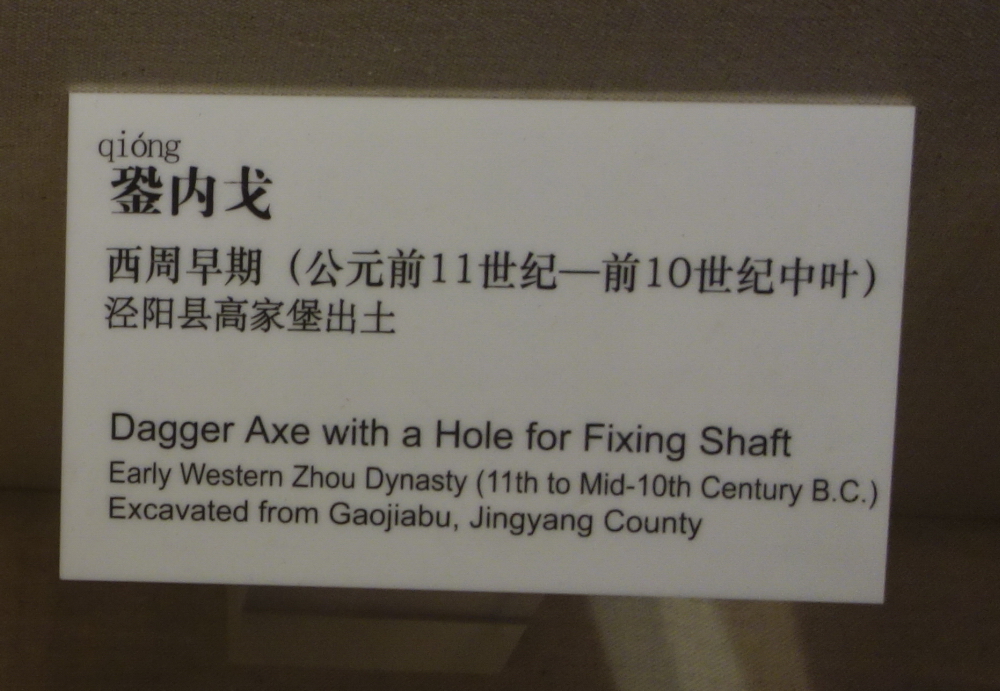 qióng
銎内戈
西周早期（公元前11世纪—前10世纪中叶）
泾阳县高家堡出土
Dagger Axe with a Hole for Fixing Shaft
Early Western Zhou Dynasty (11th to Mid-10th Century B.C.)
Excavated from Gaojiabu, Jingyang County